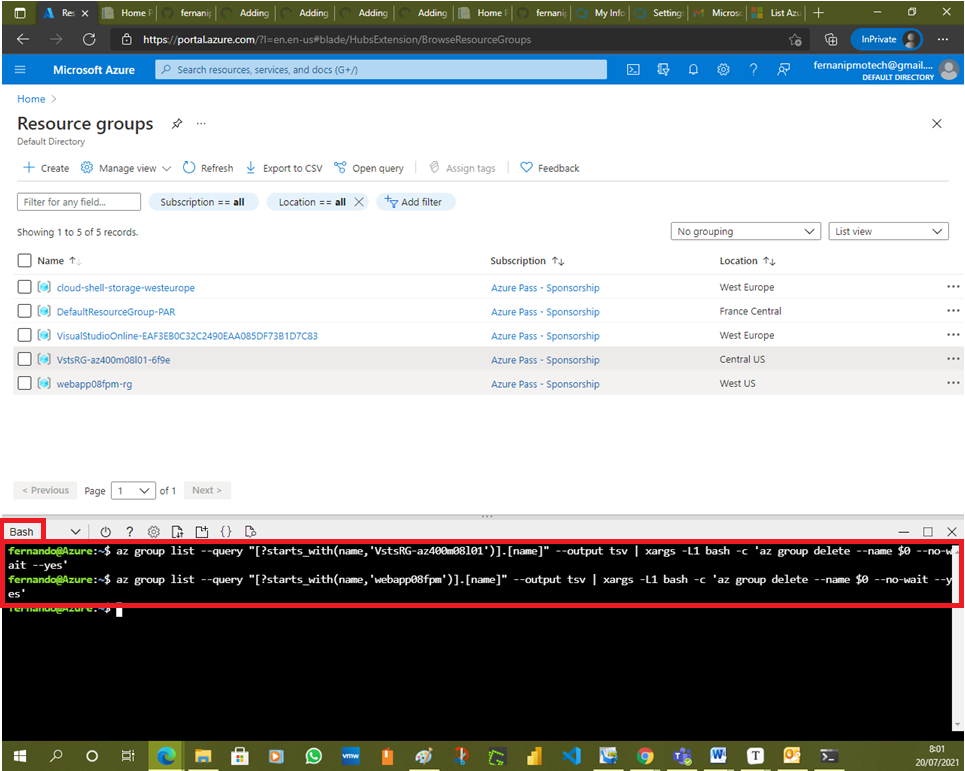 Res
Home P
fernanip
Adding
Adding
Adding
Adding
Home P
fernani
My Info
Settings
Micros
List Azu
https://portal.azure.com/?l=en.en-us#blade/HubsExtension/BrowseResourceGroups
InPrivate
Microsoft Azure
Search resources, services, and docs (G+/)
fernanipmotech@gmail....
DEFAULT DIRECTORY
Home
Resource groups
Default Directory
Create
Manage view
Refresh
Export to CSV
Open query
Assign tags
Feedback
Filter for any field...
Subscription == all
Location == all
Add filter
Showing 1 to 5 of 5 records.
No grouping
List view
Name
Subscription
Location
cloud-shell-storage-westeurope Azure Pass - Sponsorship West Europe
DefaultResourceGroup-PAR Azure Pass - Sponsorship France Central
VisualStudioOnline-EAF3EB0C32C2490EAA085DF73B1D7C83 Azure Pass - Sponsorship West Europe
VstsRG-az400m08l01-6f9e Azure Pass - Sponsorship Central US
webapp08fpm-rg Azure Pass - Sponsorship West US
< Previous Page 1 of 1 Next >
Bash
fernando@Azure:~$ az group list --query "[?starts_with(name,'VstsRG-az400m08l01')].[name]" --output tsv | xargs -L1 bash -c 'az group delete --name $0 --no-w
ait --yes'
fernando@Azure:~$ az group list --query "[?starts_with(name,'webapp08fpm')].[name]" --output tsv | xargs -L1 bash -c 'az group delete --name $0 --no-wait --y
es'
fernando@Azure:~$
vmw
8:01
20/07/2021